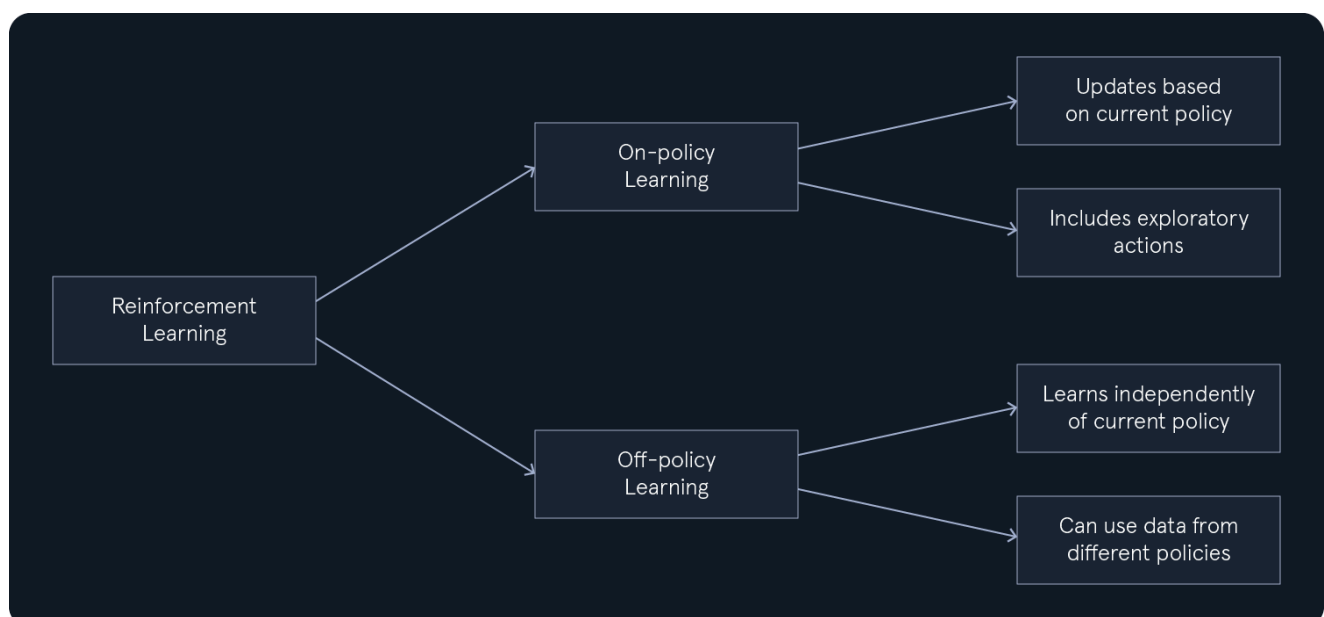 Reinforcement
Learning
On-policy
Learning
Updates based
on current policy
Includes exploratory
actions
Off-policy
Learning
Learns independently
of current policy
Can use data from
different policies